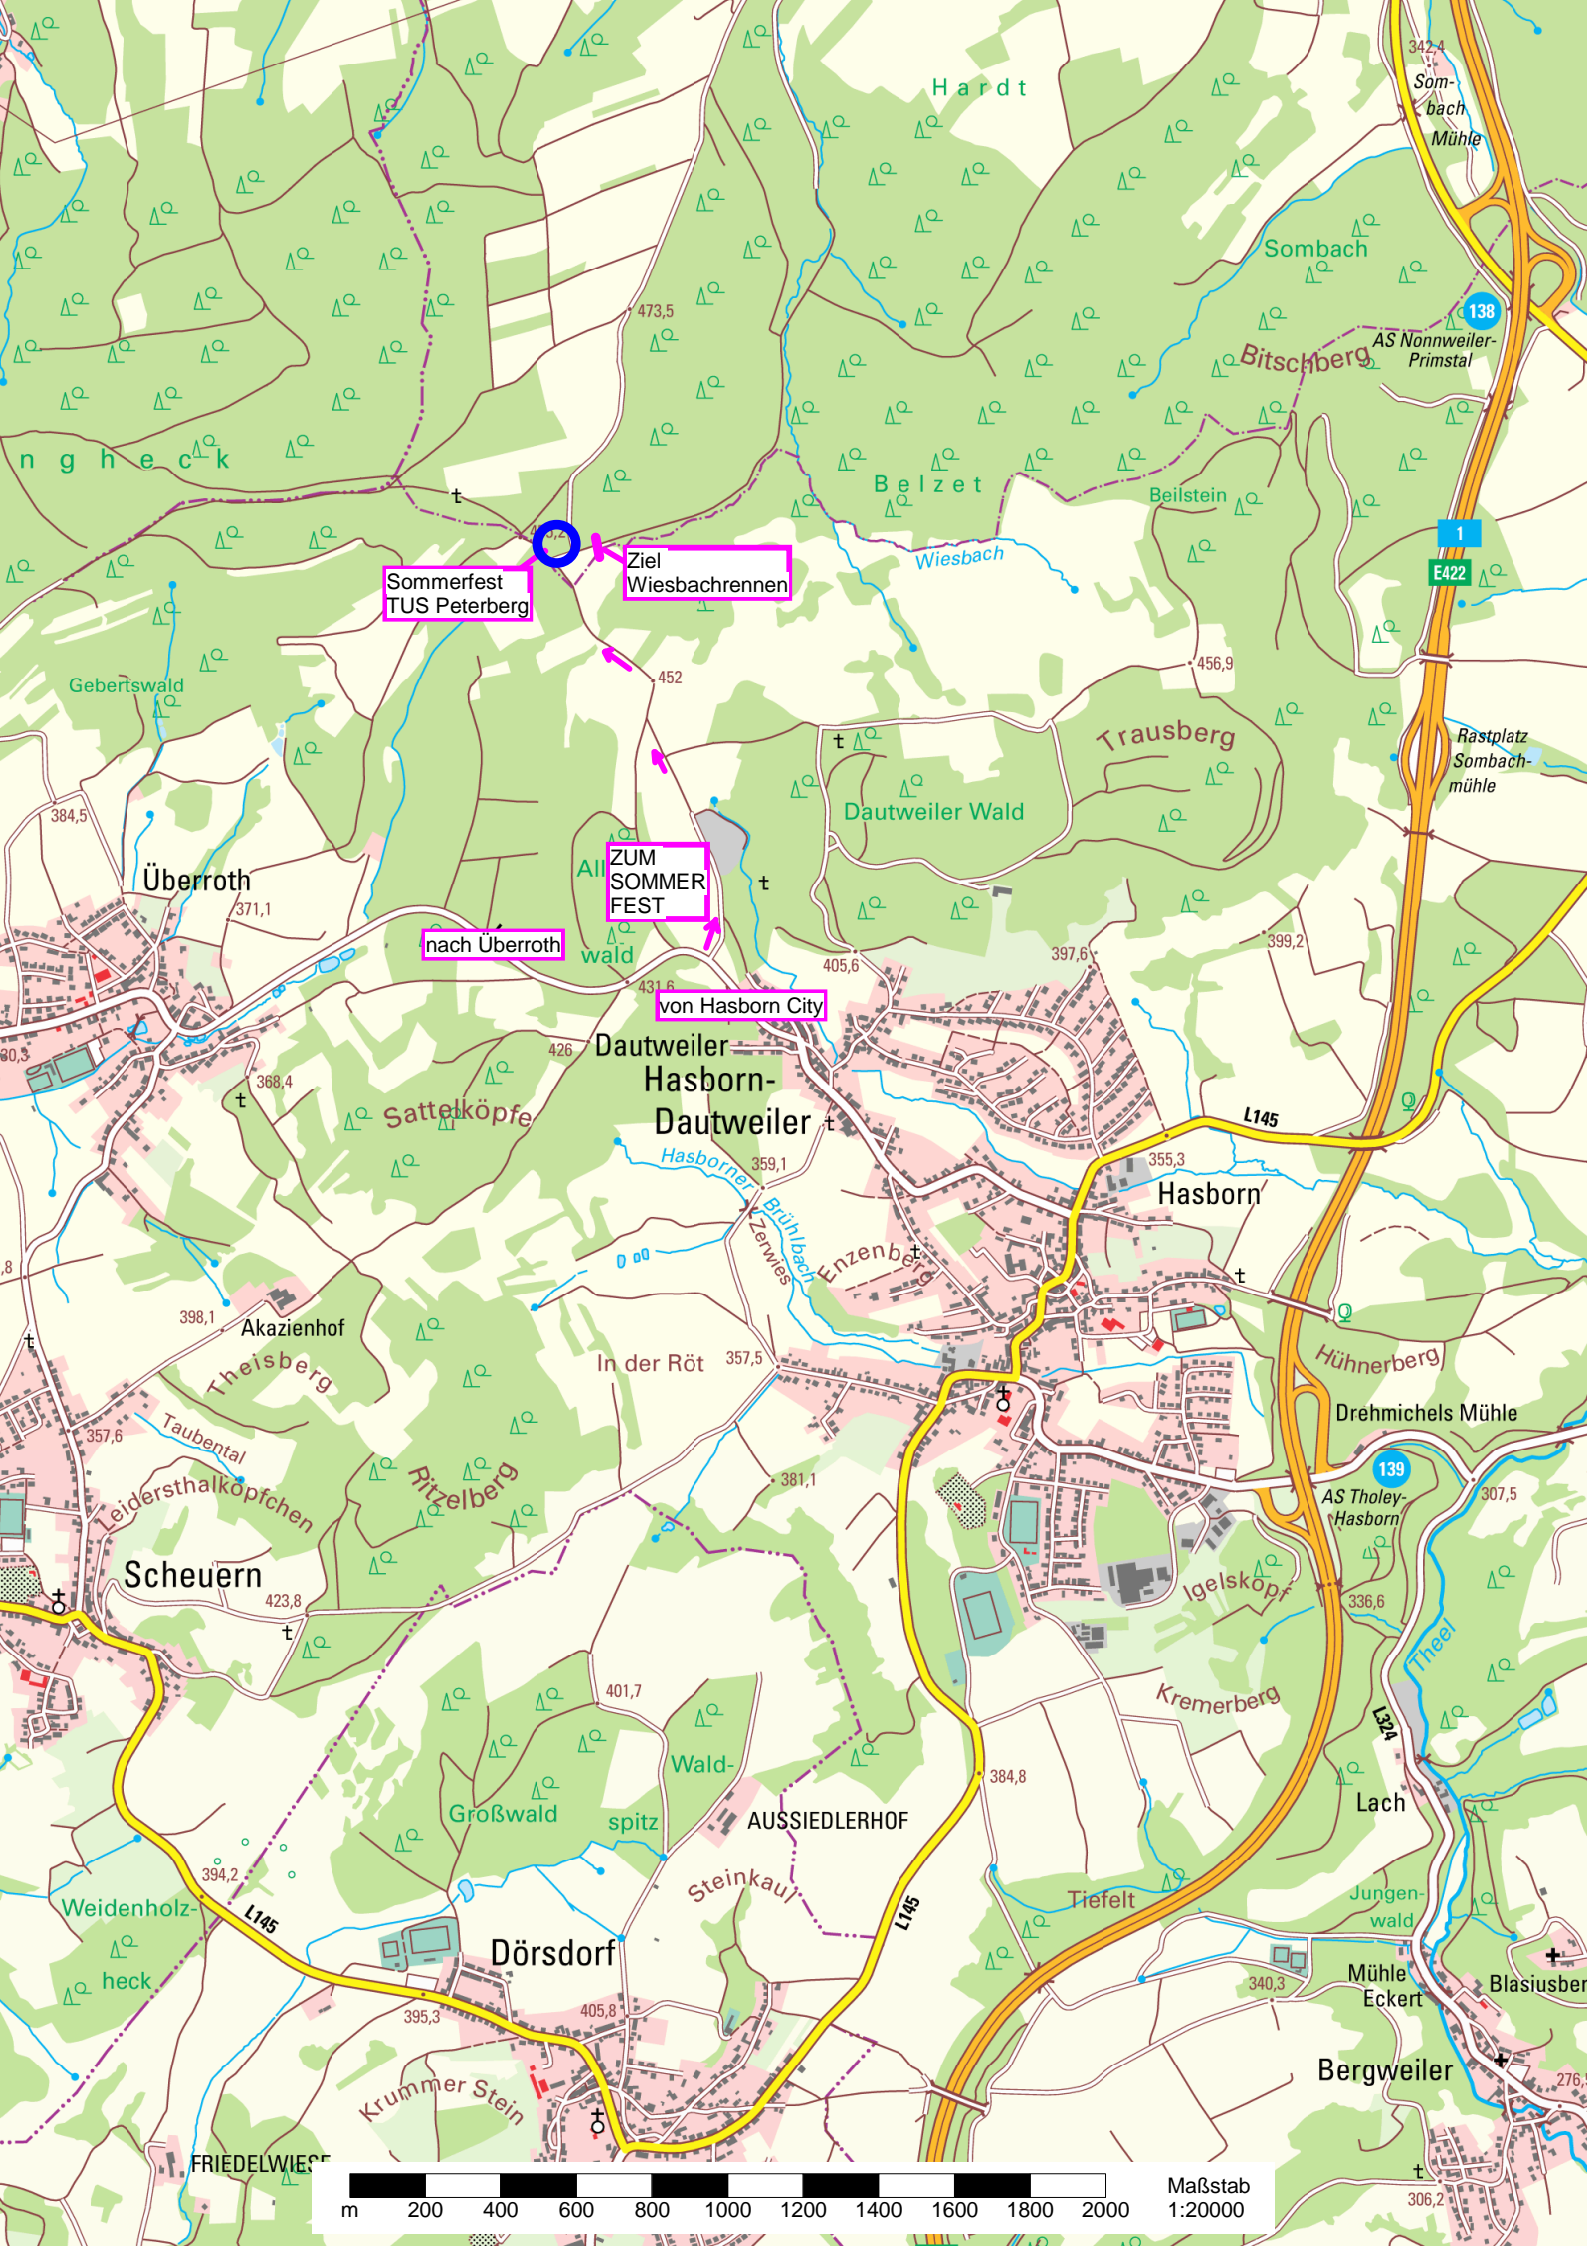 342,4
Som-
bach
Mühle
Hardt
Sombach
138
AS Nonnweiler-
Primstal
Bitschberg
473,5
ngheck
Belzet
Beilstein
Wiesbach
1
E422
Ziel
Wiesbachrennen
Sommerfest
TUS Peterberg
452
456,9
Gebertswald
Trausberg
Rastplatz
Sombach-
mühle
384,5
Dautweiler Wald
All
ZUM
SOMMER
FEST
wald
Überroth
371,1
nach Überroth
405,6
397,6
399,2
431,6
von Hasborn City
30,3
426
Dautweiler
Hasborn-
Dautweiler
368,4
Sattelköpfe
L145
355,3
Hasborner
Brühlbach
359,1
Zerwies
Hasborn
Enzenberg
,8
398,1
Akazienhof
Theisberg
In der Röt
357,5
Hühnerberg
Drehmichels Mühle
357,6
Taubental
Leidersthalköpfchen
Ritzelberg
381,1
139
AS Tholey-
Hasborn
307,5
Scheuern
423,8
Igelskopf
336,6
Theel
401,7
Kremerberg
L324
Wald-
spitz
384,8
Großwald
AUSSIEDLERHOF
Lach
394,2
Steinkaul
Weidenholz-
heck
L145
L145
Tiefelt
Jungen-
wald
Dörsdorf
340,3
Mühle
Eckert
Blasiusber
395,3
405,8
Bergweiler
276,
Krummer Stein
FRIEDELWIESE
306,2
m 200 400 600 800 1000 1200 1400 1600 1800 2000
Maßstab
1:20000